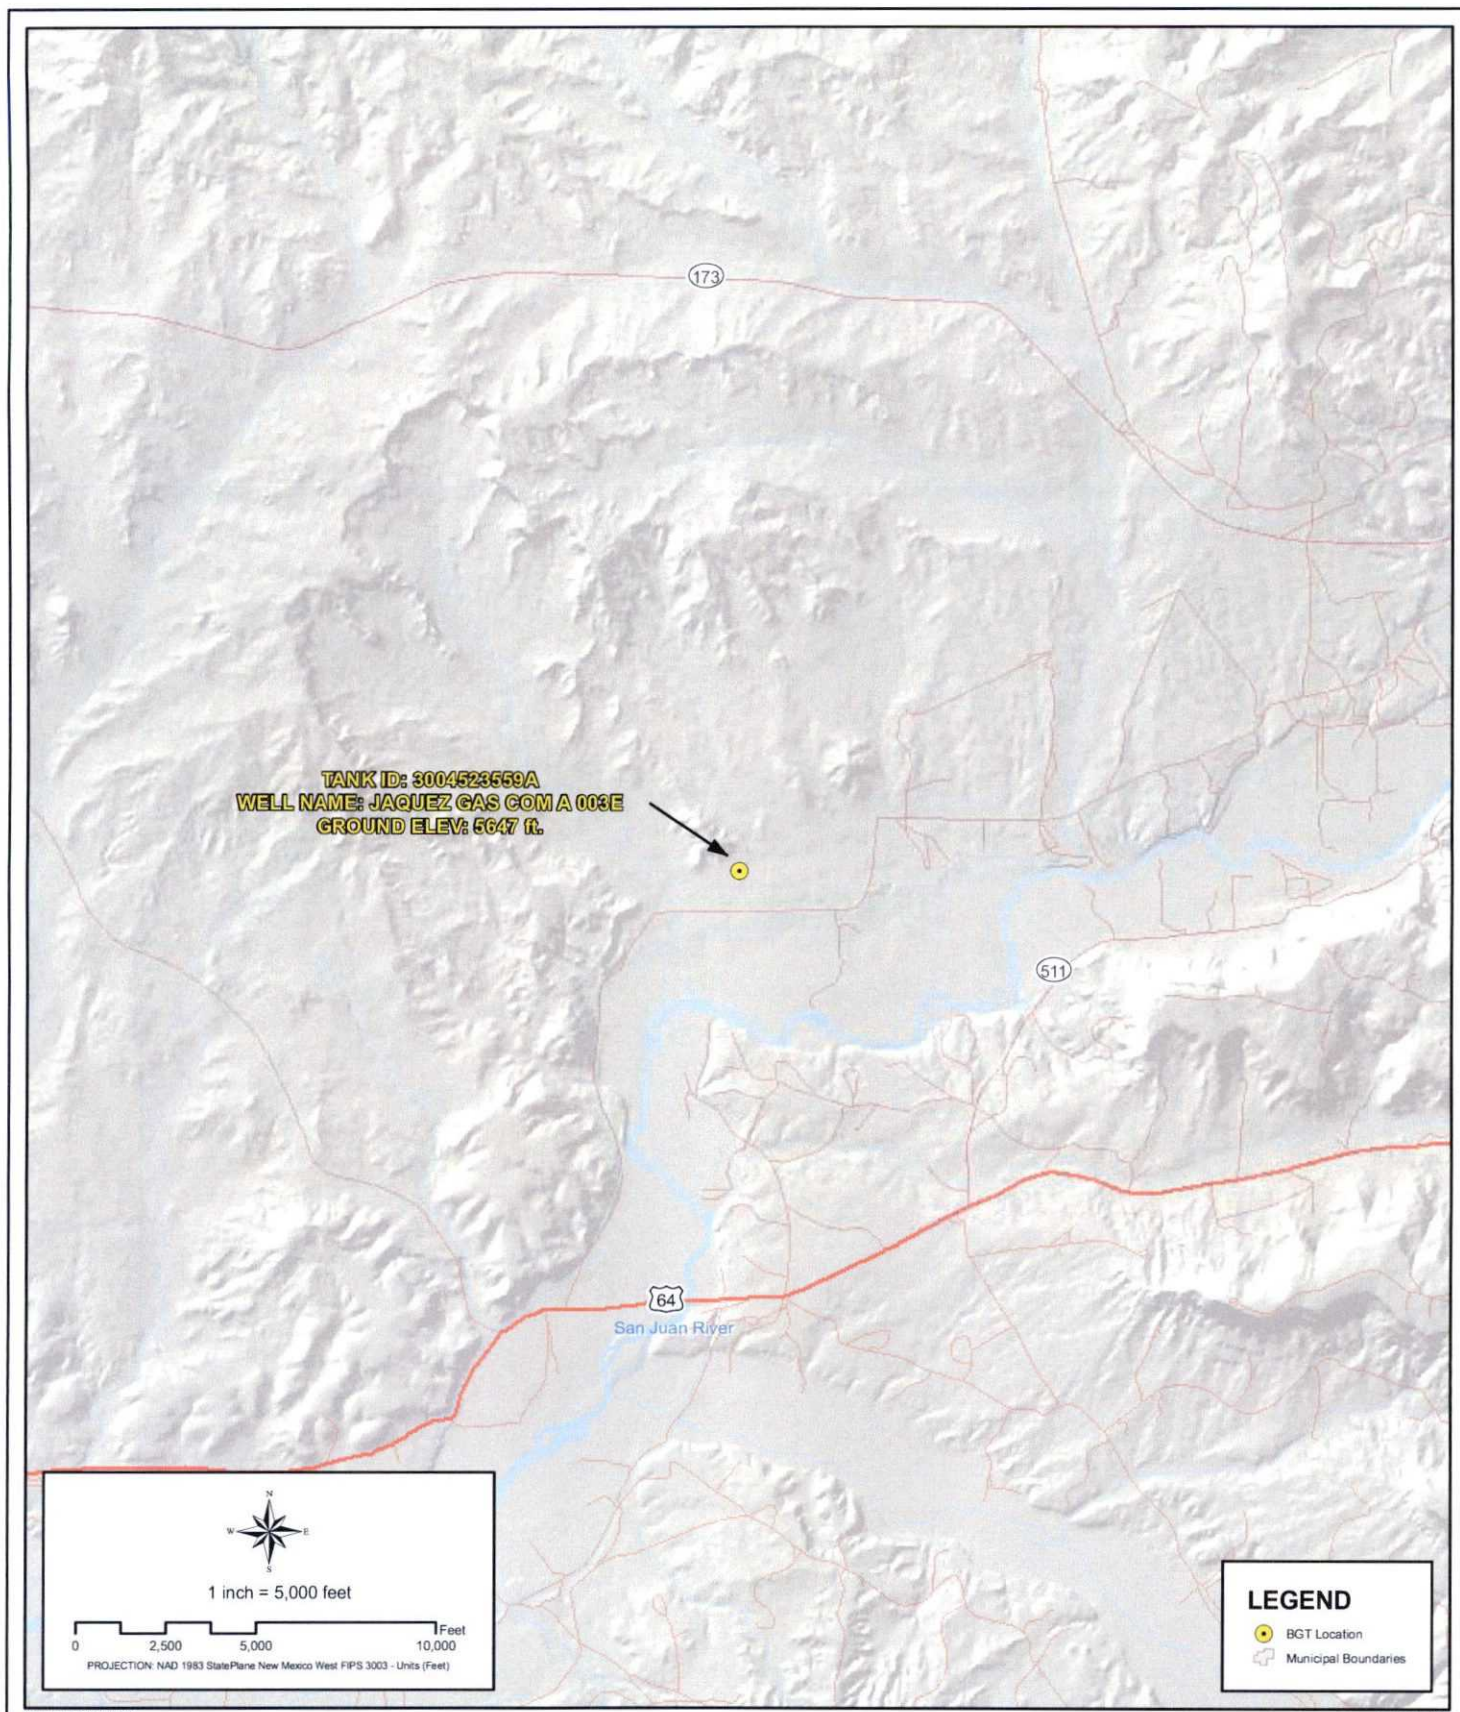 173
TANK ID: 3004523559A
WELL NAME: JAQUEZ GAS COM A 003E
GROUND ELEV: 5647 ft.
511
64
San Juan River
N
W E
S
1 inch = 5,000 feet
Feet
0 2,500 5,000 10,000
PROJECTION: NAD 1983 StatePlane New Mexico West FIPS 3003 - Units (Feet)
LEGEND
BGT Location
Municipal Boundaries